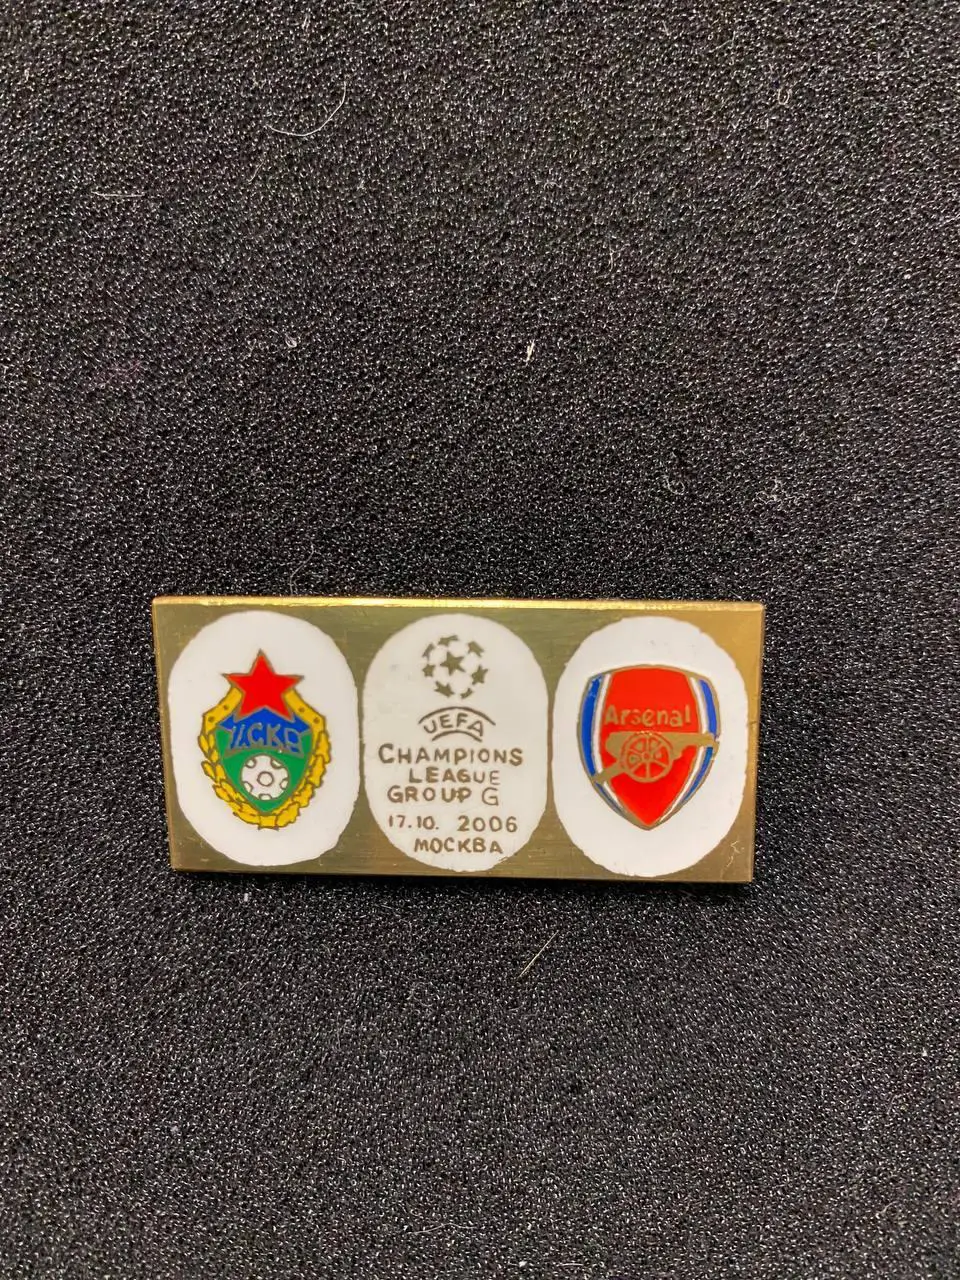 ЦСКА
UEFA
CHAMPIONS
LEAGUE
GROUP G
17.10. 2006
МОСКВА
Arsenal